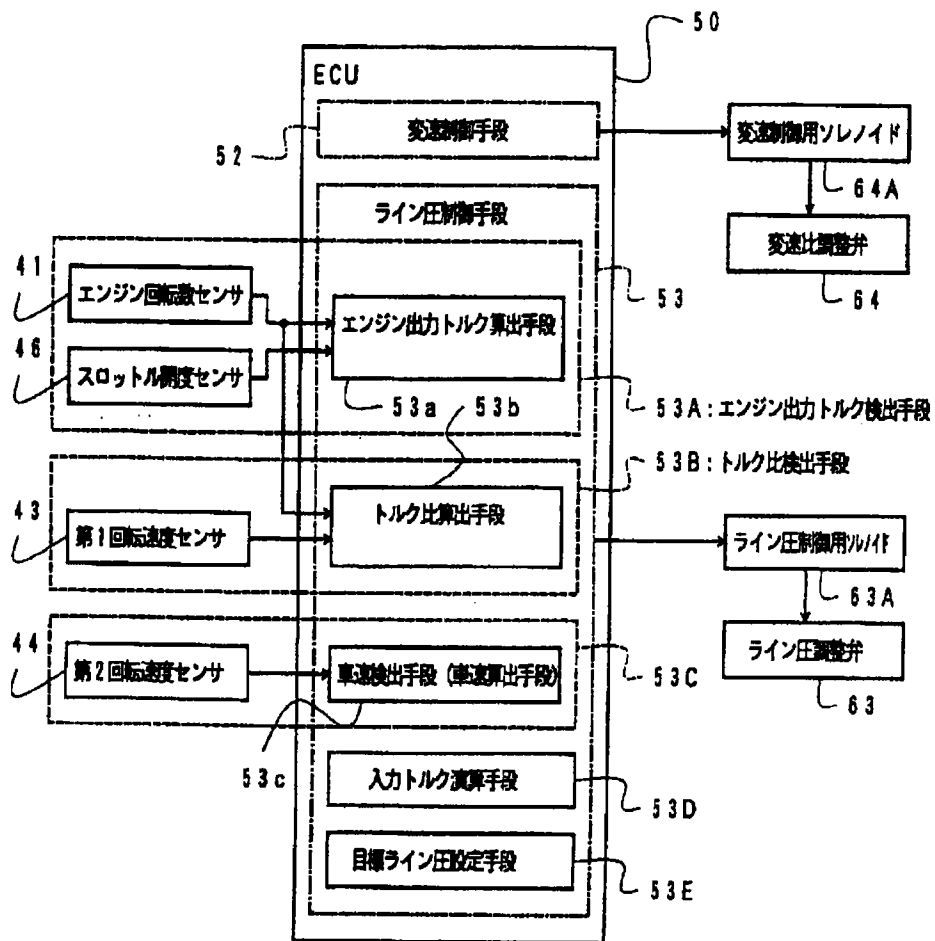 50
ECU
変速制御手段
52
変速制御用ソレノイド
64A
変速比調整弁
64
ライン圧制御手段
53
41
エンジン回転数センサ
46
スロットル開度センサ
エンジン出力トルク算出手段
53a
53b
53A:エンジン出力トルク検出手段
53B:トルク比検出手段
43
第1回転速度センサ
トルク比算出手段
ライン圧制御用ソレノイド
63A
ライン圧調整弁
63
44
第2回転速度センサ
車速検出手段(車速算出手段)
53C
53c
入力トルク演算手段
53D
目標ライン圧設定手段
53E